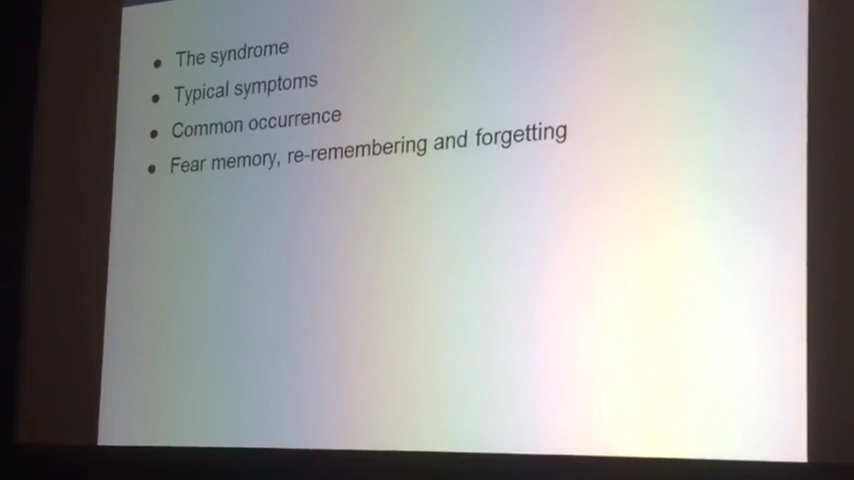 • The syndrome
• Typical symptoms
• Common occurrence
• Fear memory, re-remembering and forgetting